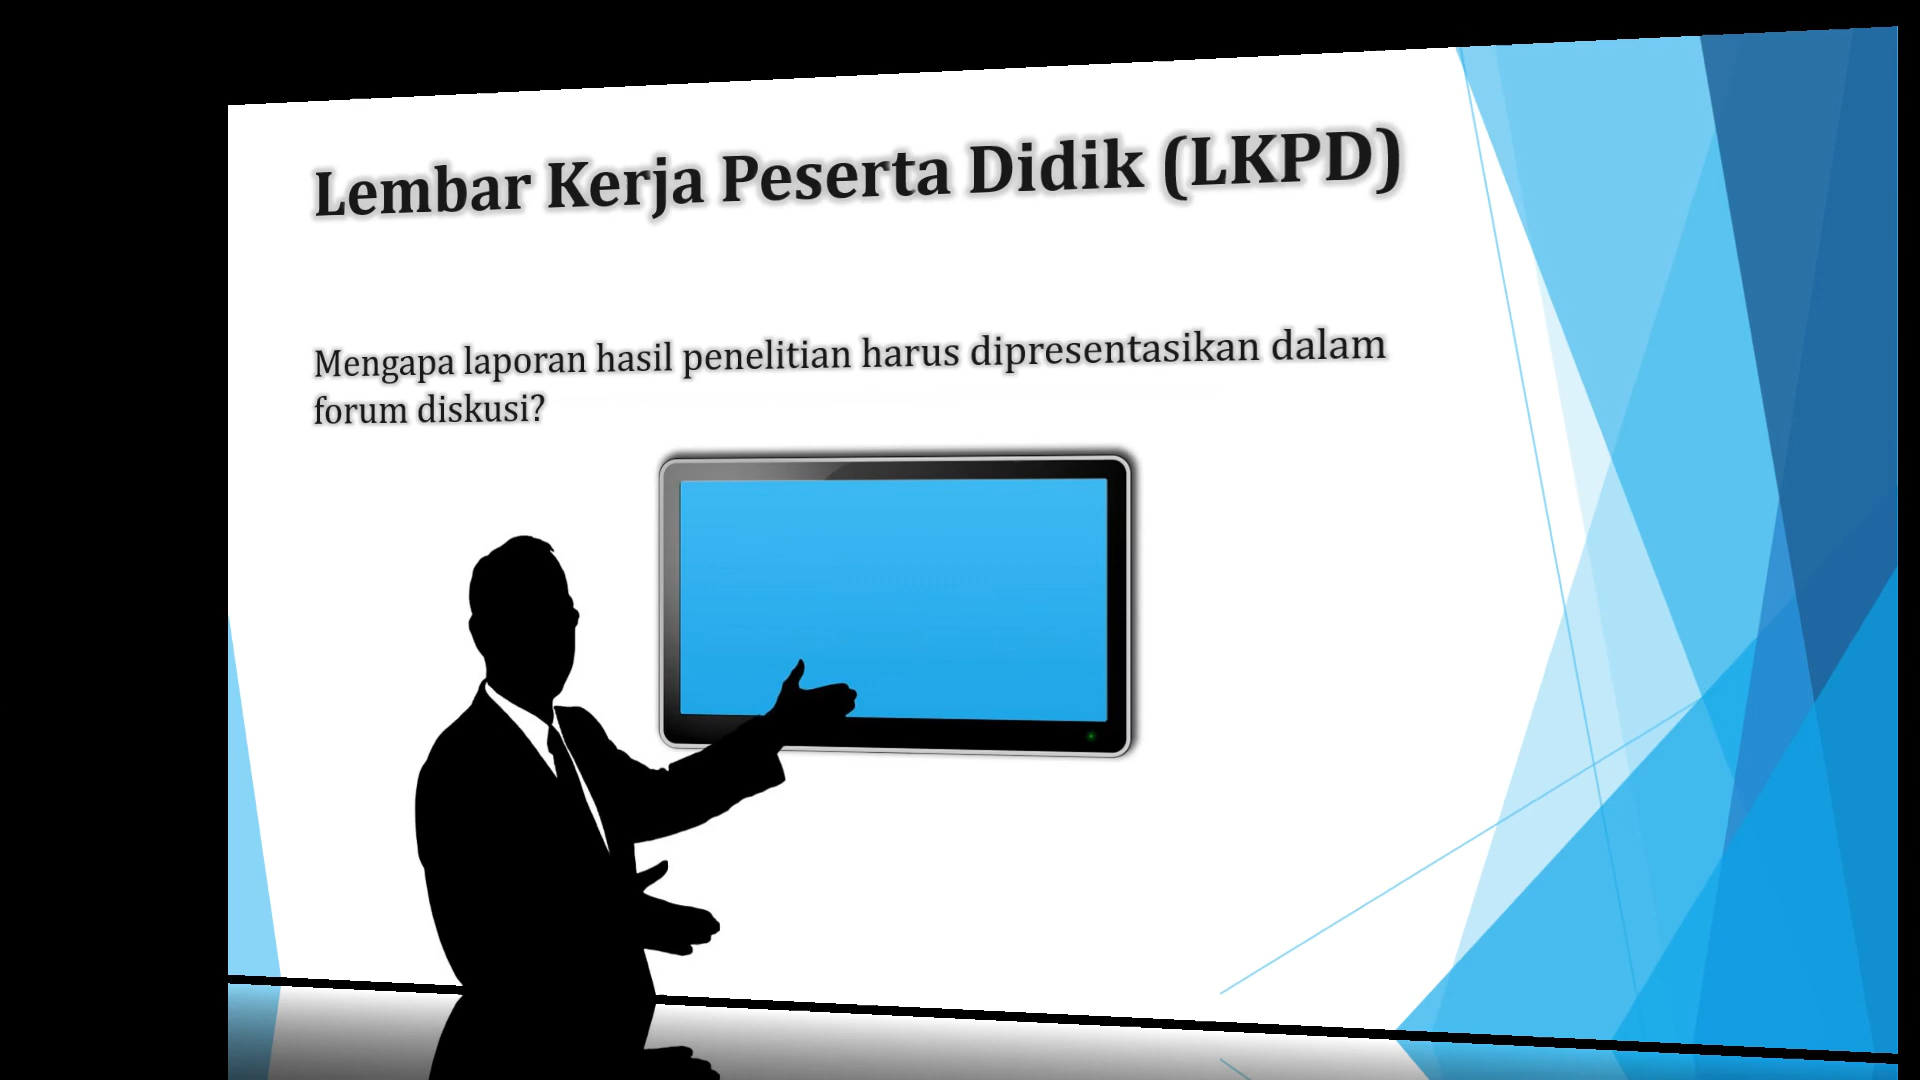 Lembar Kerja Peserta Didik (LKPD)
Mengapa laporan hasil penelitian harus dipresentasikan dalam
forum diskusi?